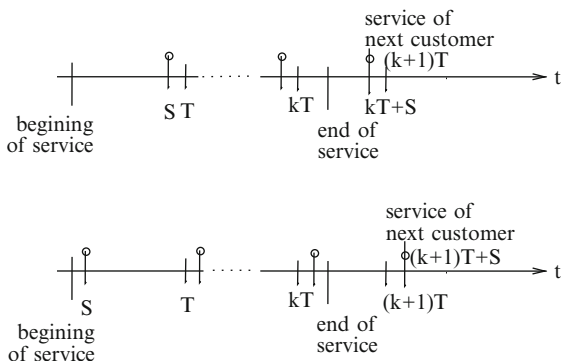 service of
next customer
(k+1)T
t
S T
kT
kT+S
begining
of service
end of
service
service of
next customer
(k+1)T+S
t
S
T
kT
(k+1)T
begining
of service
end of
service